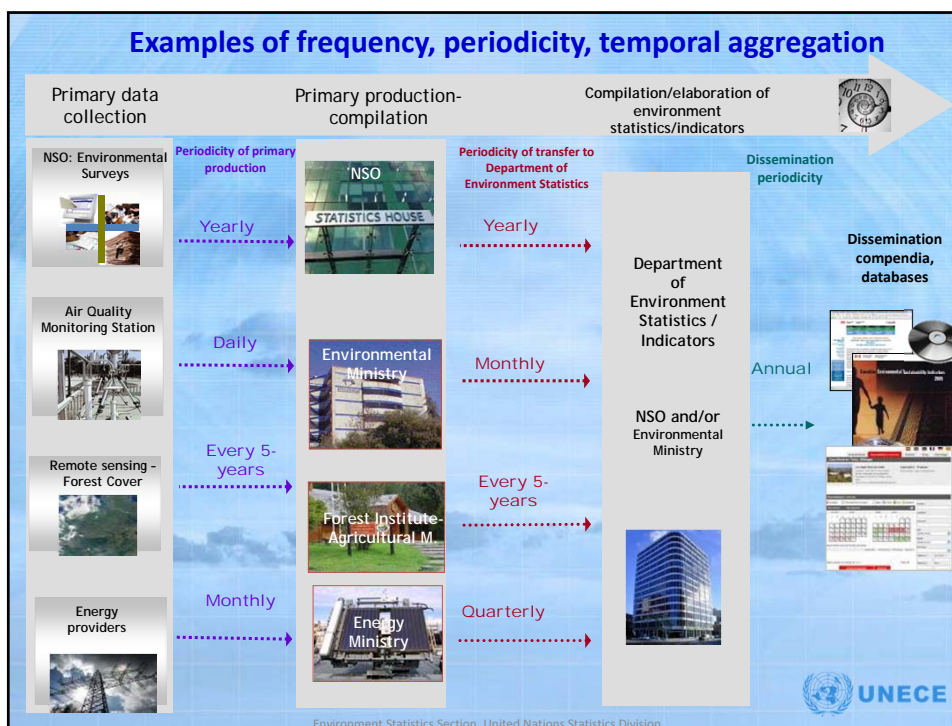 Examples of frequency, periodicity, temporal aggregation
Primary data
collection
Primary production-
compilation
Compilation/elaboration of
environment
statistics/indicators
NSO: Environmental
Surveys
Periodicity of primary
production
NSO
STATISTICS HOUSE
Periodicity of transfer to
Department of
Environment Statistics
Dissemination
periodicity
Yearly
Yearly
Dissemination
compendia,
databases
Department
of
Environment
Statistics /
Indicators
Air Quality
Monitoring Station
Daily
Environmental
Ministry
Monthly
Annual
NSO and/or
Environmental
Ministry
Remote sensing –
Forest Cover
Every 5-
years
Forest Institute-
Agricultural M.
Every 5-
years
Energy
providers
Monthly
Energy
Ministry
Quarterly
UNECE
Environment Statistics Section, United Nations Statistics Division